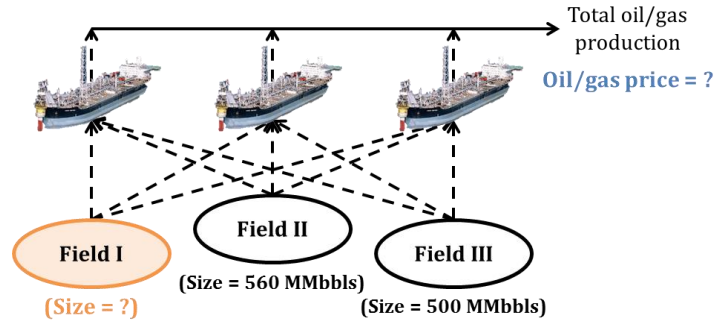 Total oil/gas
production
Oil/gas price = ?
Field I
Field II
Field III
(Size = ?)
(Size = 560 MMbbls)
(Size = 500 MMbbls)